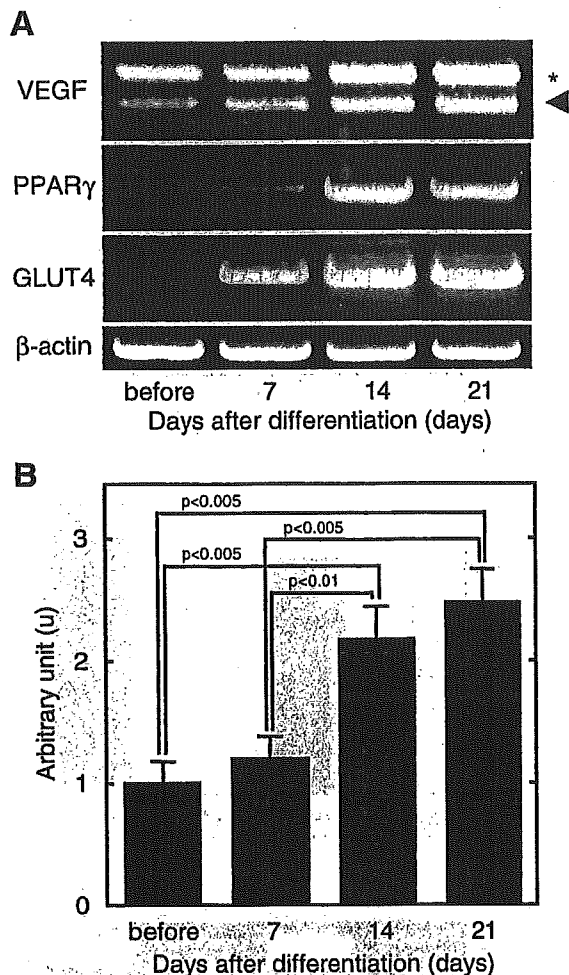 A
VEGF
*
PPARγ
GLUT4
β-actin
before 7 14 21
Days after differentiation (days)
B
p<0.005
p<0.005
p<0.005
p<0.01
3
2
1
0
Arbitrary unit (u)
before 7 14 21
Days after differentiation (days)